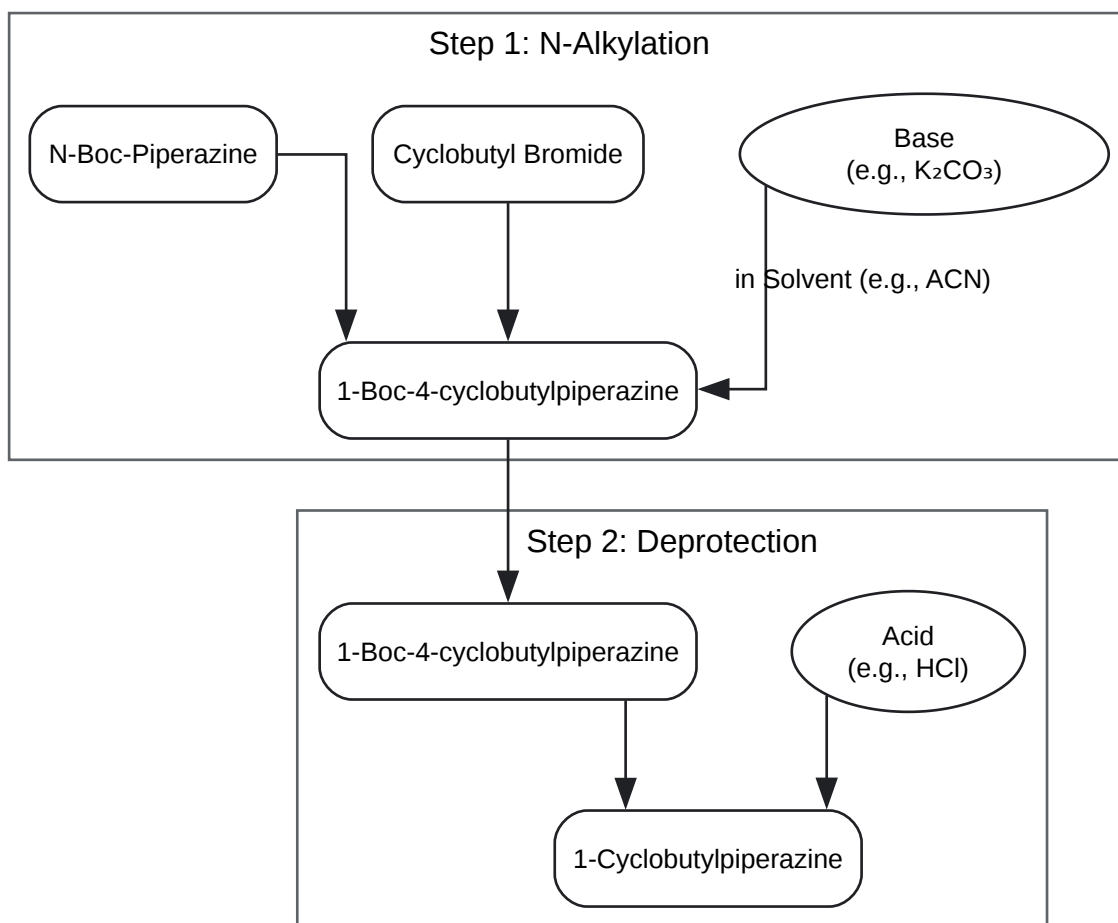 Step 1: N-Alkylation
N-Boc-Piperazine
Cyclobutyl Bromide
Base
(e.g., K₂CO₃)
in Solvent (e.g., ACN)
1-Boc-4-cyclobutylpiperazine
Step 2: Deprotection
1-Boc-4-cyclobutylpiperazine
Acid
(e.g., HCl)
1-Cyclobutylpiperazine